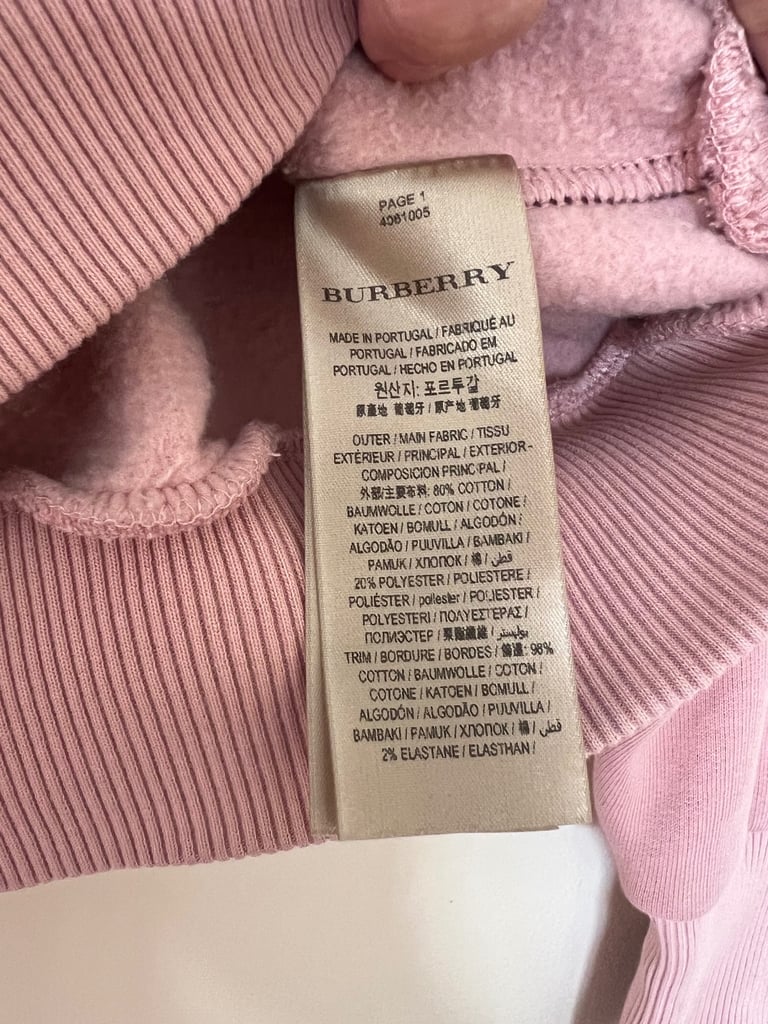 PAGE 1
4061005
BURBERRY
MADE IN PORTUGAL / FABRIQUÉ AU
PORTUGAL / FABRICADO EM
PORTUGAL / HECHO EN PORTUGAL
원산지: 포르투갈
原產地 葡萄牙 / 原产地 葡萄牙
OUTER / MAIN FABRIC / TISSU
EXTÉRIEUR / PRINCIPAL / EXTERIOR -
COMPOSICION PRINCIPAL /
外部/主要布料: 80% COTTON /
BAUMWOLLE / COTON / COTONE /
KATOEN / BOMULL / ALGODÓN /
ALGODÃO / PUUVILLA / BAMBAKI /
PAMUK / ХЛОПОК / 棉 / قطن
20% POLYESTER / POLIESTERE /
POLIÉSTER / poliester / POLIESTER /
POLYESTERI / ΠΟΛΥΕΣΤΕΡΑΣ /
ПОЛИЭСТЕР / 聚酯纖維 / بوليستر
TRIM / BORDURE / BORDES / 飾邊: 98%
COTTON / BAUMWOLLE / COTON /
COTONE / KATOEN / BOMULL /
ALGODÓN / ALGODÃO / PUUVILLA /
BAMBAKI / PAMUK / ХЛОПОК / 棉 / قطن
2% ELASTANE / ELASTHAN /